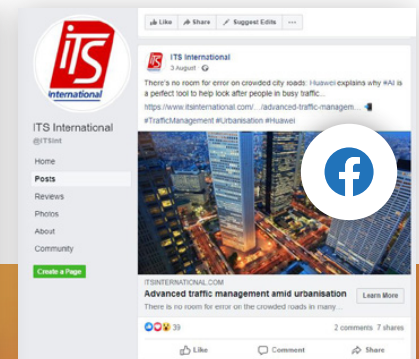 Like Share Suggest Edits ...
iTS
International
ITS International
3 August
There's no room for error on crowded city roads: Huawei explains why #AI is
a perfect tool to help look after people in busy traffic...
https://www.itsinternational.com/.../advanced-traffic-managem...
#TrafficManagement #Urbanisation #Huawei
ITS International
@ITSint
Home
Posts
Reviews
Photos
About
Community
Create a Page
f
ITSINTERNATIONAL.COM
Advanced traffic management amid urbanisation
Learn More
There is no room for error on the crowded roads in many...
39
2 comments 7 shares
Like Comment Share